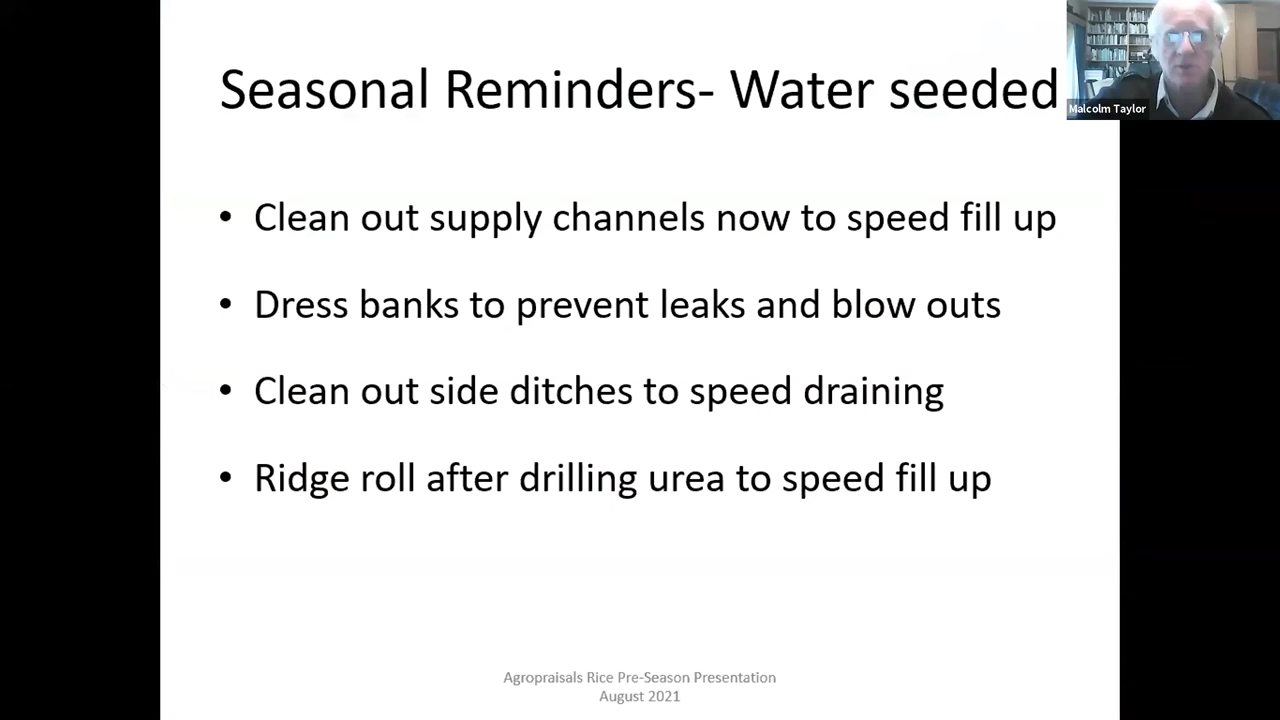 Seasonal Reminders- Water seeded
Malcolm Taylor
• Clean out supply channels now to speed fill up
• Dress banks to prevent leaks and blow outs
• Clean out side ditches to speed draining
• Ridge roll after drilling urea to speed fill up
Agropraisals Rice Pre-Season Presentation
August 2021